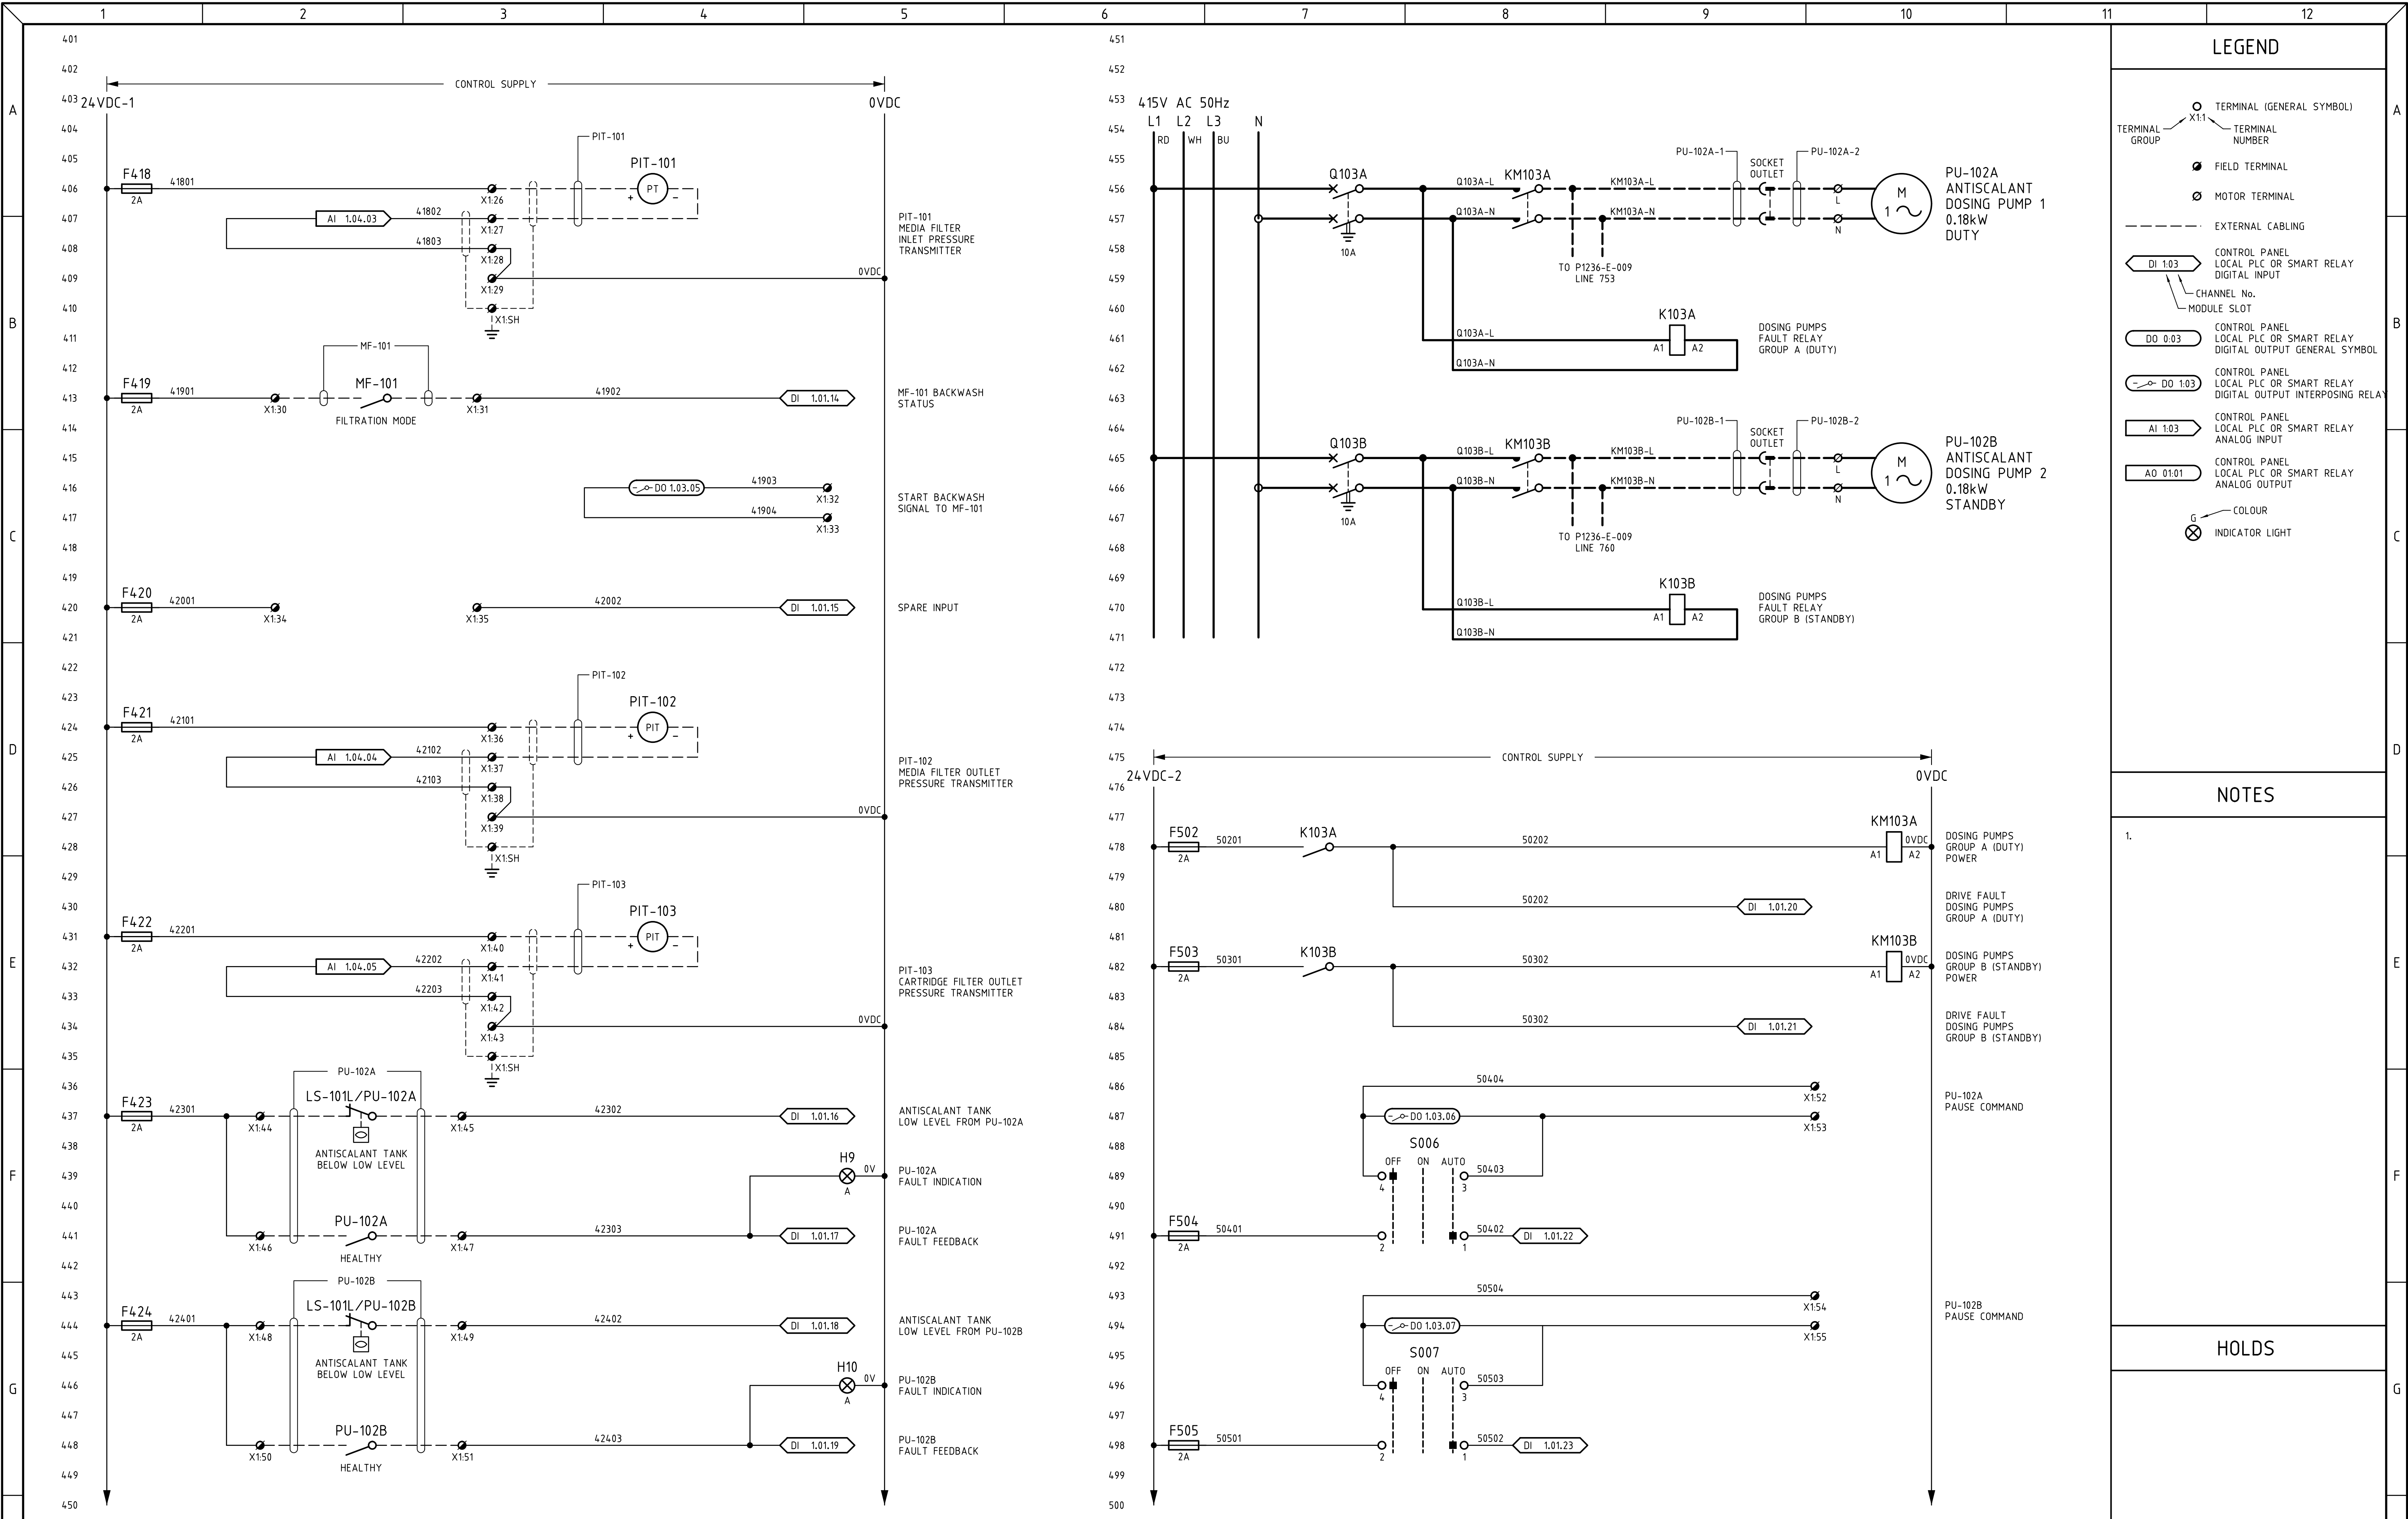 1 2 3 4 5 6 7 8 9 10 11 12
A
B
C
D
E
F
G
401
402
CONTROL SUPPLY
403 24VDC-1 0VDC
404
PIT-101
405
F418 PIT-101
406 41801 PT
2A X1:26 + -
407 AI 1.04.03 41802
X1:27
408 41803
X1:28
PIT-101
MEDIA FILTER
INLET PRESSURE
TRANSMITTER
409 0VDC
X1:29
410
X1:SH
411
MF-101
412
F419 MF-101
413 41901 41902 DI 1.01.14
2A X1:30 X1:31
FILTRATION MODE
MF-101 BACKWASH
STATUS
414
415
416 DO 1.03.05 41903
X1:32
417 41904
X1:33
START BACKWASH
SIGNAL TO MF-101
418
419
F420
420 42001 42002 DI 1.01.15 SPARE INPUT
2A X1:34 X1:35
421
422
PIT-102
423
F421 PIT-102
424 42101 PIT
2A X1:36 + -
425 AI 1.04.04 42102
X1:37
426 42103
X1:38
PIT-102
MEDIA FILTER OUTLET
PRESSURE TRANSMITTER
427 0VDC
X1:39
428
X1:SH
429
PIT-103
430
F422 PIT-103
431 42201 PIT
2A X1:40 + -
432 AI 1.04.05 42202
X1:41
433 42203
X1:42
PIT-103
CARTRIDGE FILTER OUTLET
PRESSURE TRANSMITTER
434 0VDC
X1:43
435
X1:SH
PU-102A
436
F423 LS-101L/PU-102A
437 42301 42302 DI 1.01.16
2A X1:44 X1:45
ANTISCALANT TANK
LOW LEVEL FROM PU-102A
438
ANTISCALANT TANK
BELOW LOW LEVEL
439 H9 0V
A
PU-102A
FAULT INDICATION
440
PU-102A
441 42303 DI 1.01.17
X1:46 X1:47
HEALTHY
PU-102A
FAULT FEEDBACK
442
PU-102B
443
F424 LS-101L/PU-102B
444 42401 42402 DI 1.01.18
2A X1:48 X1:49
ANTISCALANT TANK
LOW LEVEL FROM PU-102B
445
ANTISCALANT TANK
BELOW LOW LEVEL
446 H10 0V
A
PU-102B
FAULT INDICATION
447
PU-102B
448 42403 DI 1.01.19
X1:50 X1:51
HEALTHY
PU-102B
FAULT FEEDBACK
449
450
451
452
453 415V AC 50Hz
L1 L2 L3 N
454 RD WH BU
455
PU-102A-1 SOCKET
OUTLET PU-102A-2
Q103A KM103A
456 Q103A-L KM103A-L M
1
L
457 Q103A-N KM103A-N
N
PU-102A
ANTISCALANT
DOSING PUMP 1
0.18kW
DUTY
458
10A
459 TO P1236-E-009
LINE 753
460
K103A
461 Q103A-L A1 A2
462 Q103A-N
DOSING PUMPS
FAULT RELAY
GROUP A (DUTY)
463
464
PU-102B-1 SOCKET
OUTLET PU-102B-2
Q103B KM103B
465 Q103B-L KM103B-L M
1
L
466 Q103B-N KM103B-N
N
PU-102B
ANTISCALANT
DOSING PUMP 2
0.18kW
STANDBY
467
10A
468 TO P1236-E-009
LINE 760
469
K103B
470 Q103B-L A1 A2
471 Q103B-N
DOSING PUMPS
FAULT RELAY
GROUP B (STANDBY)
472
473
474
475 CONTROL SUPPLY
24VDC-2 0VDC
476
477
F502 K103A KM103A
478 50201 50202 0VDC
2A A1 A2
DOSING PUMPS
GROUP A (DUTY)
POWER
479
480 50202 DI 1.01.20
DRIVE FAULT
DOSING PUMPS
GROUP A (DUTY)
481
F503 K103B KM103B
482 50301 50302 0VDC
2A A1 A2
DOSING PUMPS
GROUP B (STANDBY)
POWER
483
484 50302 DI 1.01.21
DRIVE FAULT
DOSING PUMPS
GROUP B (STANDBY)
485
486 50404
X1:52
PU-102A
PAUSE COMMAND
487 DO 1.03.06
X1:53
488 S006
OFF ON AUTO
489 50403
4 3
490
F504
491 50401 50402 DI 1.01.22
2A 2 1
492
493 50504
X1:54
PU-102B
PAUSE COMMAND
494 DO 1.03.07
X1:55
495 S007
OFF ON AUTO
496 50503
4 3
497
F505
498 50501 50502 DI 1.01.23
2A 2 1
499
500
LEGEND
TERMINAL (GENERAL SYMBOL)
X1:1
TERMINAL
GROUP
TERMINAL
NUMBER
FIELD TERMINAL
MOTOR TERMINAL
EXTERNAL CABLING
DI 1:03
CONTROL PANEL
LOCAL PLC OR SMART RELAY
DIGITAL INPUT
CHANNEL No.
MODULE SLOT
DO 0:03
CONTROL PANEL
LOCAL PLC OR SMART RELAY
DIGITAL OUTPUT GENERAL SYMBOL
DO 1:03
CONTROL PANEL
LOCAL PLC OR SMART RELAY
DIGITAL OUTPUT INTERPOSING RELAY
AI 1:03
CONTROL PANEL
LOCAL PLC OR SMART RELAY
ANALOG INPUT
AO 01:01
CONTROL PANEL
LOCAL PLC OR SMART RELAY
ANALOG OUTPUT
G COLOUR
INDICATOR LIGHT
NOTES
1.
HOLDS
A
B
C
D
E
F
G